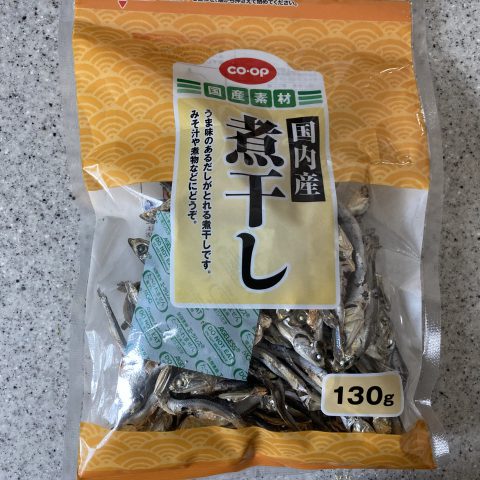 CO・OP
国産素材
国内産
煮干し
うま味のあるだしがとれる煮干しです。
みそ汁や煮物などにどうぞ。
130g